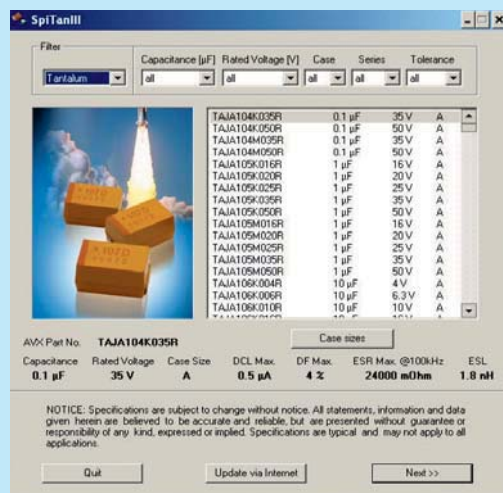 SpiTanIII
Filter
Capacitance [µF] Rated Voltage [V] Case Series Tolerance
Tantalum all all all all all
TAJA104K035R 0.1 µF 35 V A
TAJA104K050R 0.1 µF 50 V A
TAJA104M035R 0.1 µF 35 V A
TAJA104M050R 0.1 µF 50 V A
TAJA105K016R 1 µF 16 V A
TAJA105K020R 1 µF 20 V A
TAJA105K025R 1 µF 25 V A
TAJA105K035R 1 µF 35 V A
TAJA105K050R 1 µF 50 V A
TAJA105M016R 1 µF 16 V A
TAJA105M020R 1 µF 20 V A
TAJA105M025R 1 µF 25 V A
TAJA105M035R 1 µF 35 V A
TAJA105M050R 1 µF 50 V A
TAJA106K004R 10 µF 4 V A
TAJA106K006R 10 µF 6.3 V A
TAJA106K010R 10 µF 10 V A
Case sizes
AVX Part No. TAJA104K035R
Capacitance Rated Voltage Case Size DCL Max. DF Max. ESR Max. @100kHz ESL
0.1 µF 35 V A 0.5 µA 4 % 24000 mOhm 1.8 nH
NOTICE: Specifications are subject to change without notice. All statements, information and data
given herein are believed to be accurate and reliable, but are presented without guarantee or
responsibility of any kind, expressed or implied. Specifications are typical and may not apply to all
applications.
Quit Update via Internet Next >>